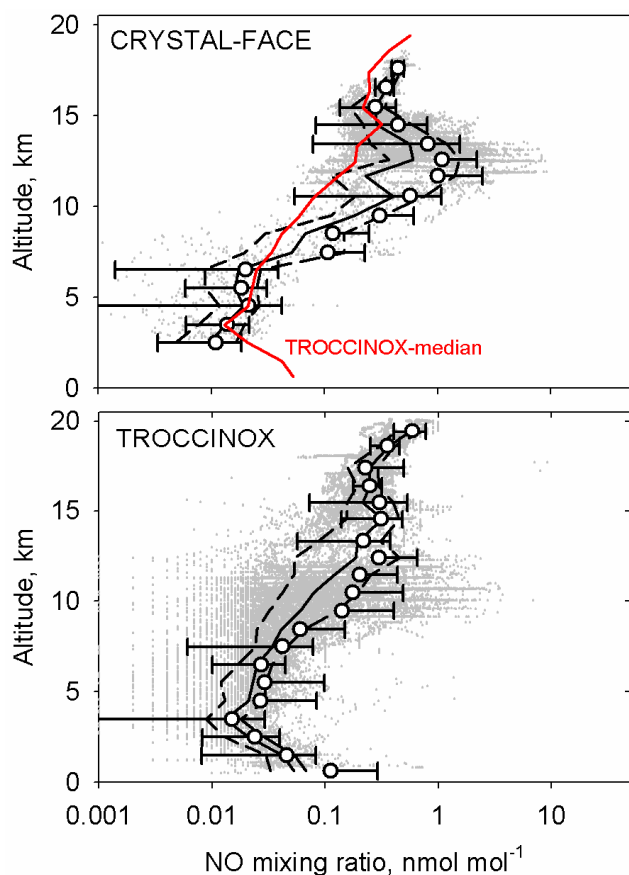 20
CRYSTAL-FACE
15
Altitude, km
10
5
TROCCINOX-median
0
20
TROCCINOX
15
Altitude, km
10
5
0
0.001 0.01 0.1 1 10
NO mixing ratio, nmol mol⁻¹